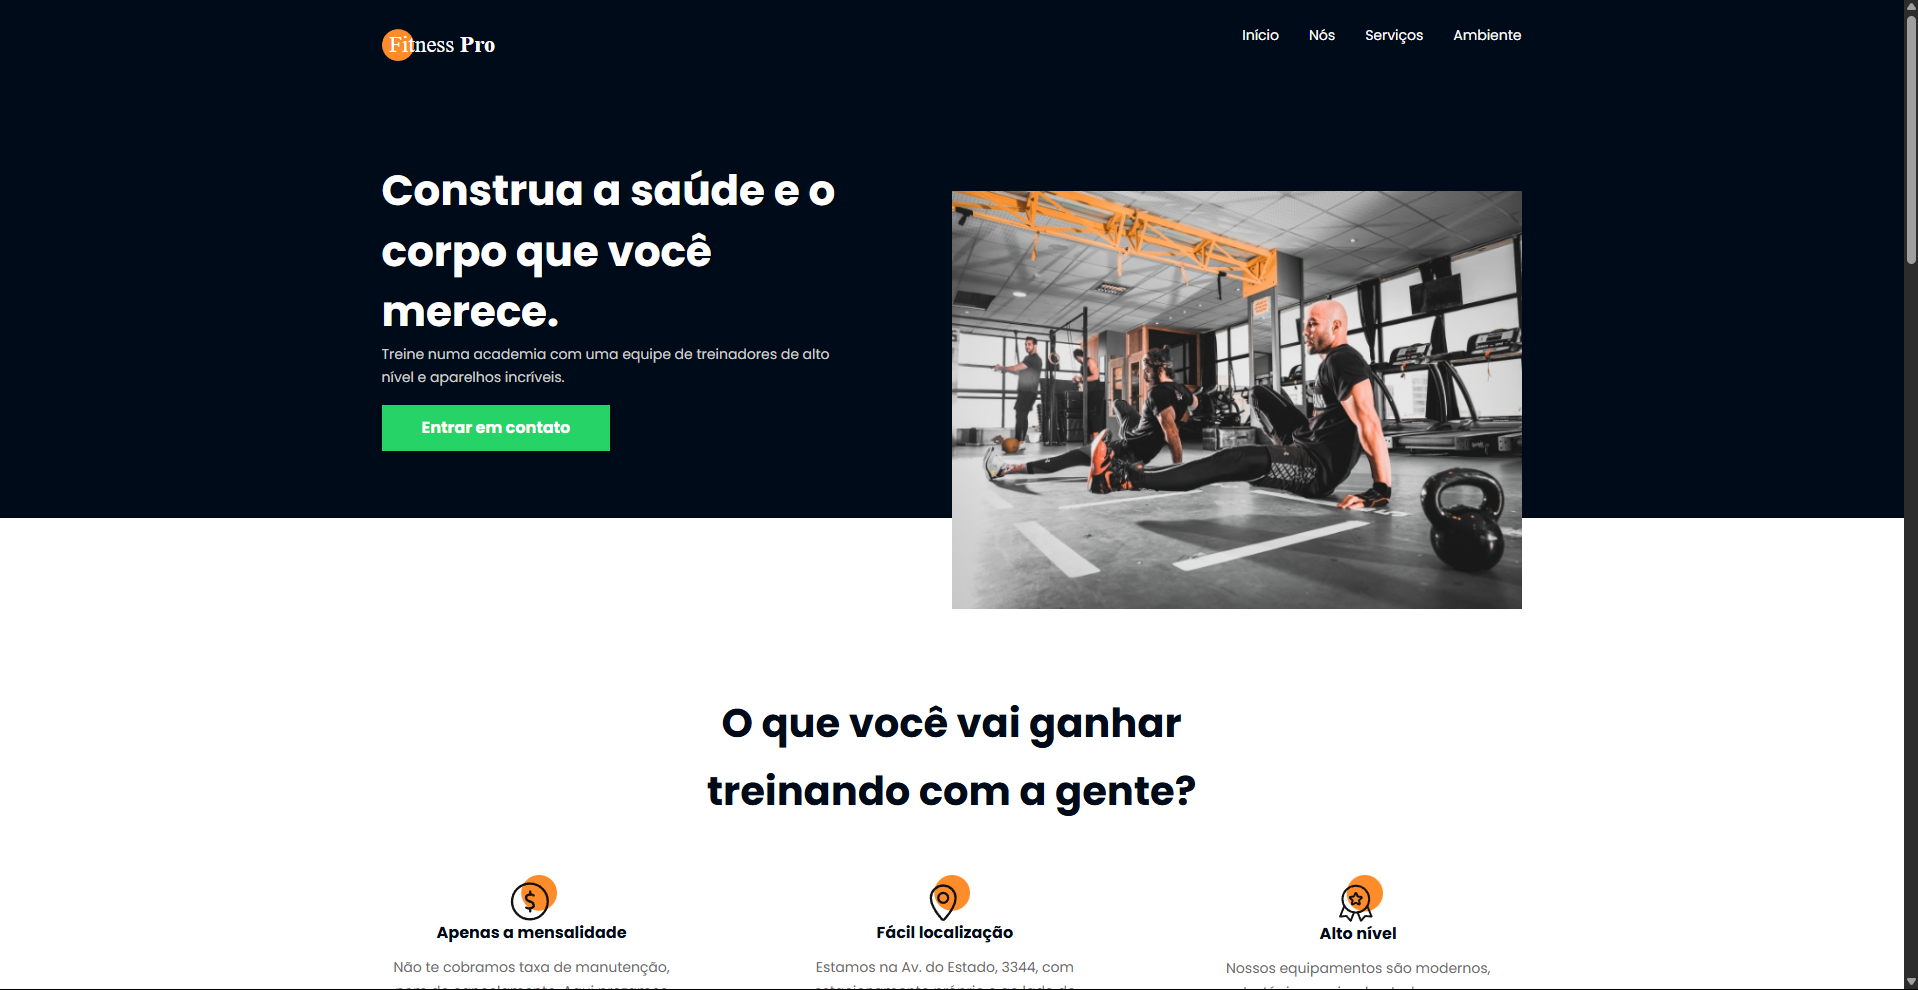 Fitness Pro
Início
Nós
Serviços
Ambiente
Construa a saúde e o
corpo que você
merece.
Treine numa academia com uma equipe de treinadores de alto
nível e aparelhos incríveis.
Entrar em contato
O que você vai ganhar
treinando com a gente?
Apenas a mensalidade
Não te cobramos taxa de manutenção,
Fácil localização
Estamos na Av. do Estado, 3344, com
Alto nível
Nossos equipamentos são modernos,